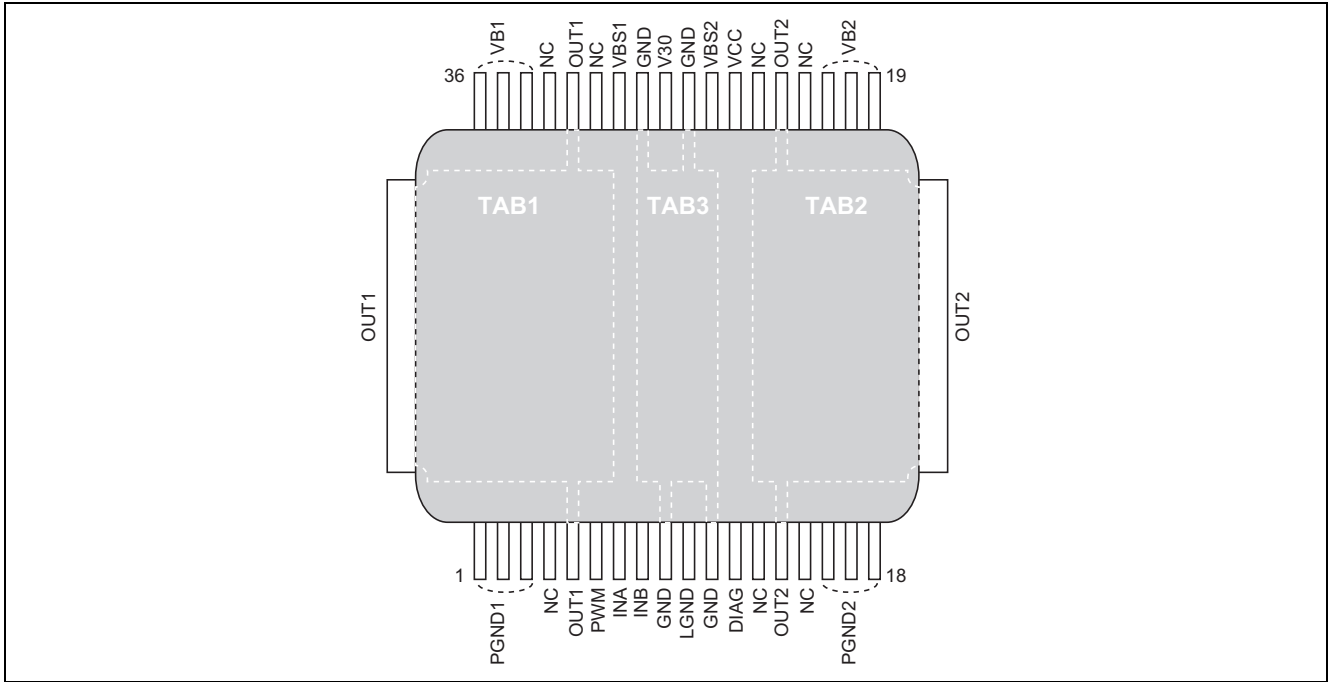 VB1
NC
OUT1
NC
VBS1
GND
V30
GND
VBS2
VCC
NC
OUT2
NC
VB2
36
19
TAB1
TAB3
TAB2
OUT1
OUT2
1
18
PGND1
NC
OUT1
PWM
INA
INB
GND
LGND
GND
DIAG
NC
OUT2
NC
PGND2